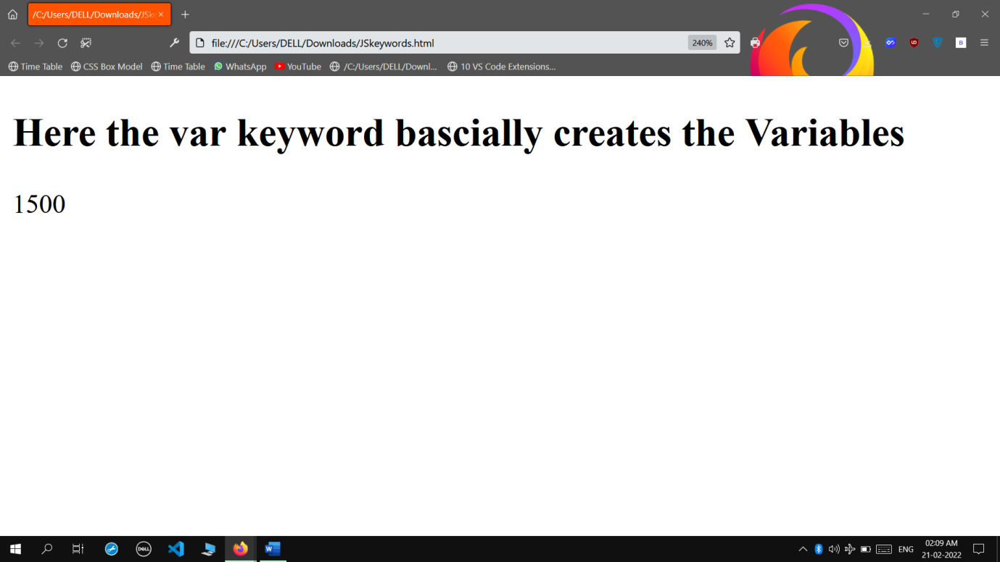 /C:/Users/DELL/Downloads/JSk
file:///C:/Users/DELL/Downloads/JSkeywords.html 240%
Time Table CSS Box Model Time Table WhatsApp YouTube /C:/Users/DELL/Downl... 10 VS Code Extensions...
Here the var keyword bascially creates the Variables
1500
DELL
W
ENG
02:09 AM
21-02-2022